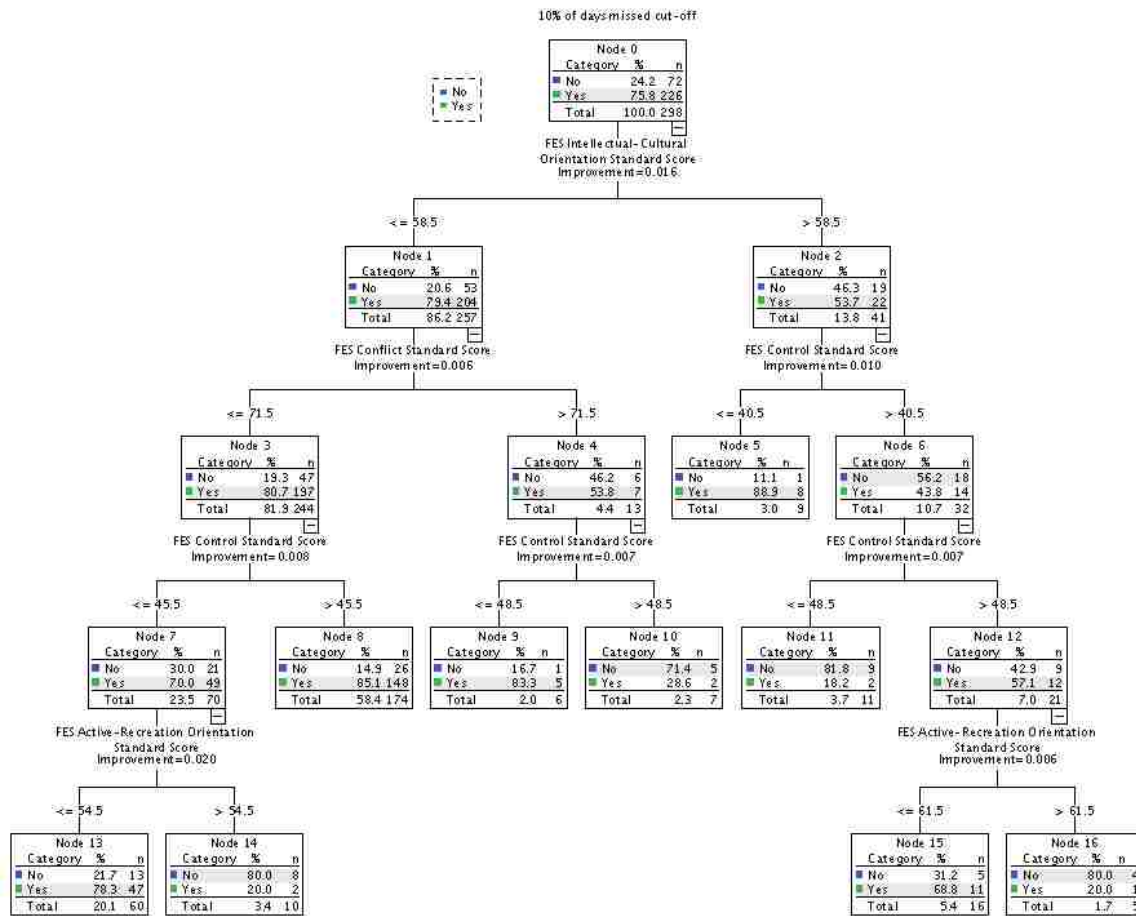 10% of days missed cut-off
No
Yes
Node 0
Category % n
No 24.2 72
Yes 75.8 226
Total 100.0 298
FES Intellectual-Cultural
Orientation Standard Score
Improvement=0.016
<= 58.5
> 58.5
Node 1
Category % n
No 20.6 53
Yes 79.4 204
Total 86.2 257
FES Conflict Standard Score
Improvement=0.006
Node 2
Category % n
No 46.3 19
Yes 53.7 22
Total 13.8 41
FES Control Standard Score
Improvement=0.010
<= 71.5
> 71.5
<= 40.5
> 40.5
Node 3
Category % n
No 19.3 47
Yes 80.7 197
Total 81.9 244
FES Control Standard Score
Improvement=0.008
Node 4
Category % n
No 46.2 6
Yes 53.8 7
Total 4.4 13
FES Control Standard Score
Improvement=0.007
Node 5
Category % n
No 11.1 1
Yes 88.9 8
Total 3.0 9
Node 6
Category % n
No 56.2 18
Yes 43.8 14
Total 10.7 32
FES Control Standard Score
Improvement=0.007
<= 45.5
> 45.5
<= 48.5
> 48.5
<= 48.5
> 48.5
Node 7
Category % n
No 30.0 21
Yes 70.0 49
Total 23.5 70
FES Active-Recreation Orientation
Standard Score
Improvement=0.020
Node 8
Category % n
No 14.9 26
Yes 85.1 148
Total 58.4 174
Node 9
Category % n
No 16.7 1
Yes 83.3 5
Total 2.0 6
Node 10
Category % n
No 71.4 5
Yes 28.6 2
Total 2.3 7
Node 11
Category % n
No 81.8 9
Yes 18.2 2
Total 3.7 11
Node 12
Category % n
No 42.9 9
Yes 57.1 12
Total 7.0 21
FES Active-Recreation Orientation
Standard Score
Improvement=0.006
<= 54.5
> 54.5
<= 61.5
> 61.5
Node 13
Category % n
No 21.7 13
Yes 78.3 47
Total 20.1 60
Node 14
Category % n
No 80.0 8
Yes 20.0 2
Total 3.4 10
Node 15
Category % n
No 31.2 5
Yes 68.8 11
Total 5.4 16
Node 16
Category % n
No 80.0 4
Yes 20.0 1
Total 1.7 5